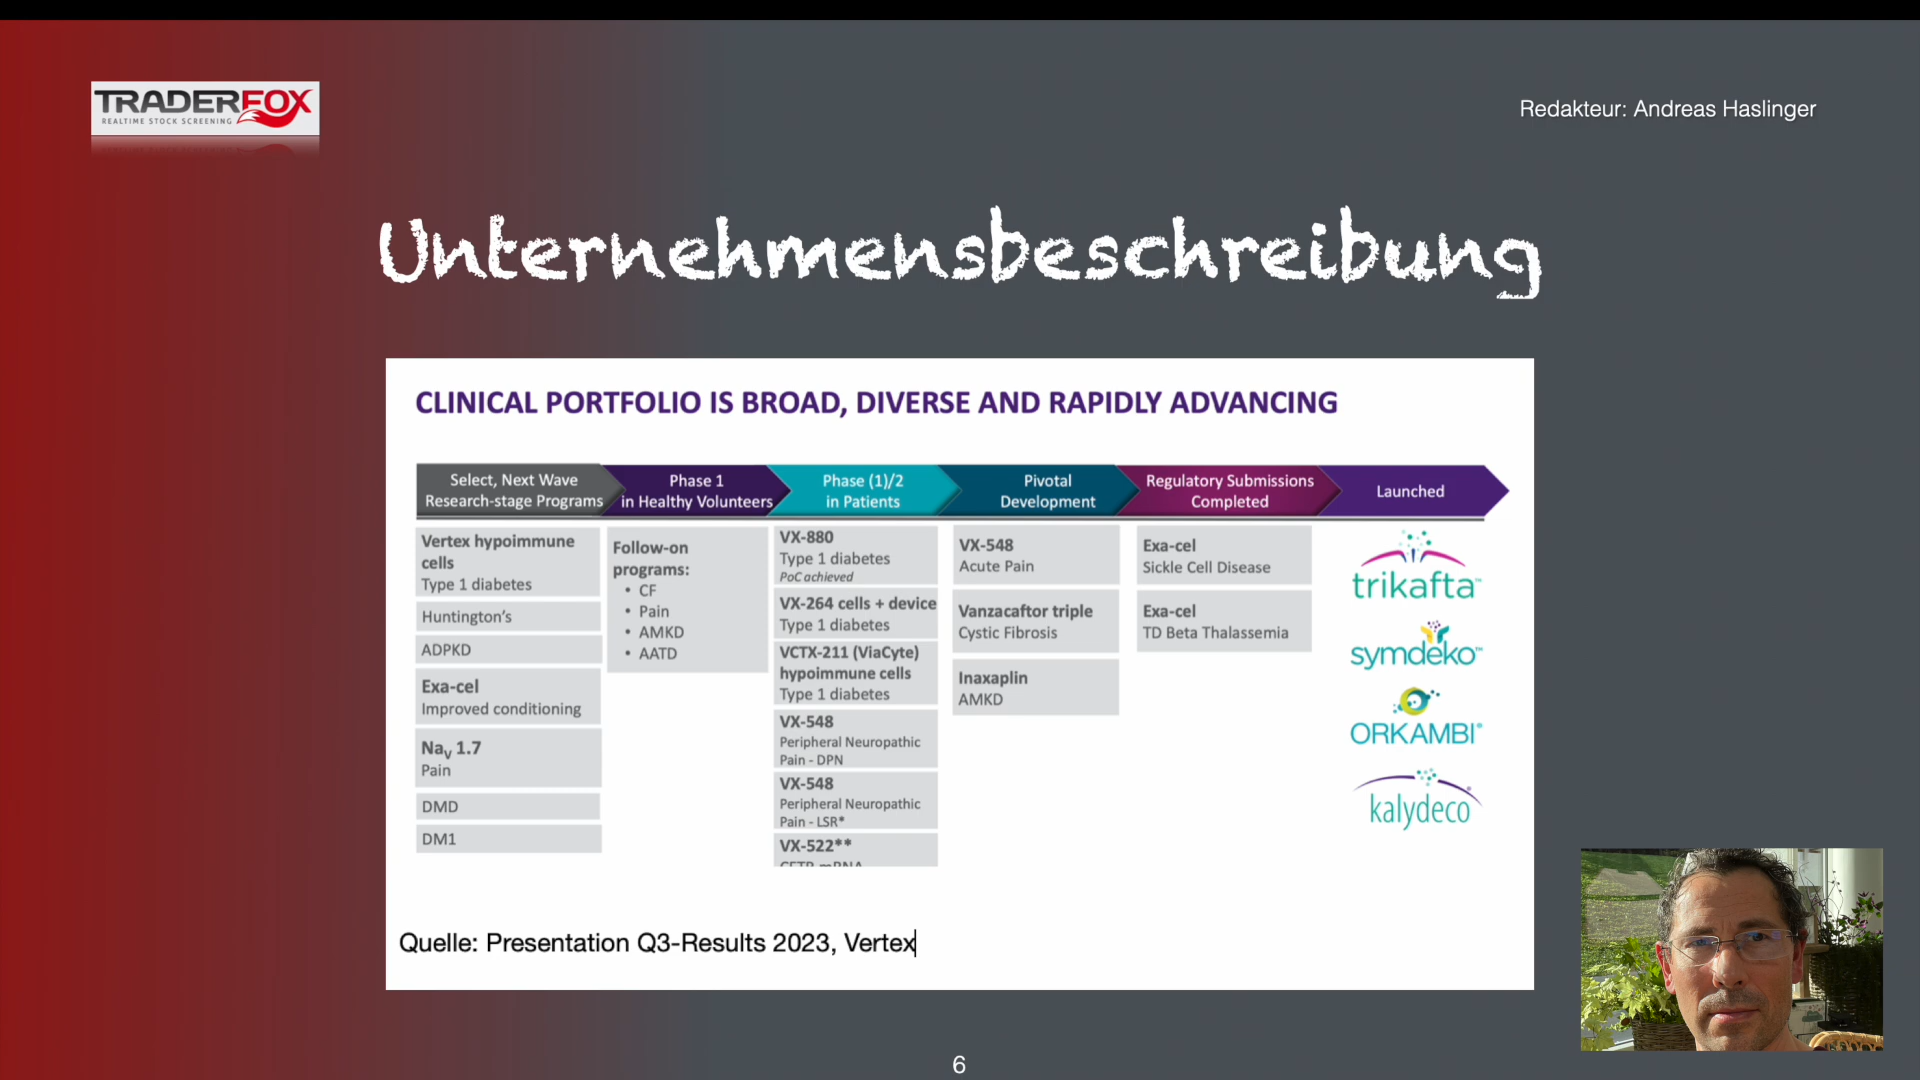 TRADERFOX
REALTIME STOCK SCREENING
Redakteur: Andreas Haslinger
Unternehmensbeschreibung
CLINICAL PORTFOLIO IS BROAD, DIVERSE AND RAPIDLY ADVANCING
Select, Next Wave
Research-stage Programs
Vertex hypoimmune
cells
Type 1 diabetes
Huntington's
ADPKD
Exa-cel
Improved conditioning
Nav 1.7
Pain
DMD
DM1
Phase 1
in Healthy Volunteers
Follow-on
programs:
• CF
• Pain
• AMKD
• AATD
Phase (1)/2
in Patients
VX-880
Type 1 diabetes
PoC achieved
VX-264 cells + device
Type 1 diabetes
VCTX-211 (ViaCyte)
hypoimmune cells
Type 1 diabetes
VX-548
Peripheral Neuropathic
Pain - DPN
VX-548
Peripheral Neuropathic
Pain - LSR*
VX-522**
CFTR mRNA
Pivotal
Development
VX-548
Acute Pain
Vanzacaftor triple
Cystic Fibrosis
Inaxaplin
AMKD
Regulatory Submissions
Completed
Exa-cel
Sickle Cell Disease
Exa-cel
TD Beta Thalassemia
Launched
trikafta™
symdeko™
ORKAMBI®
kalydeco
Quelle: Presentation Q3-Results 2023, Vertex
6